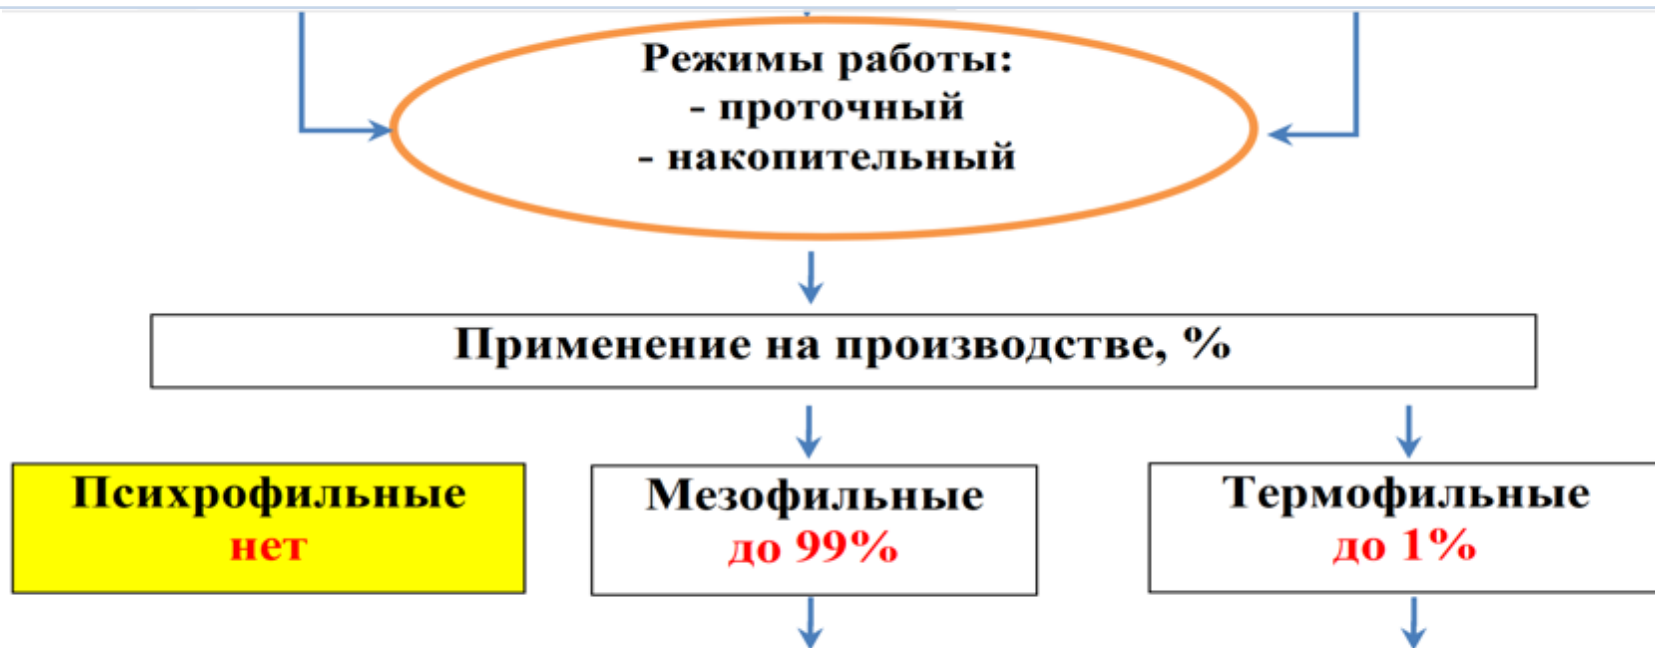 Режимы работы:
- проточный
- накопительный
Применение на производстве, %
Психрофильные
нет
Мезофильные
до 99%
Термофильные
до 1%